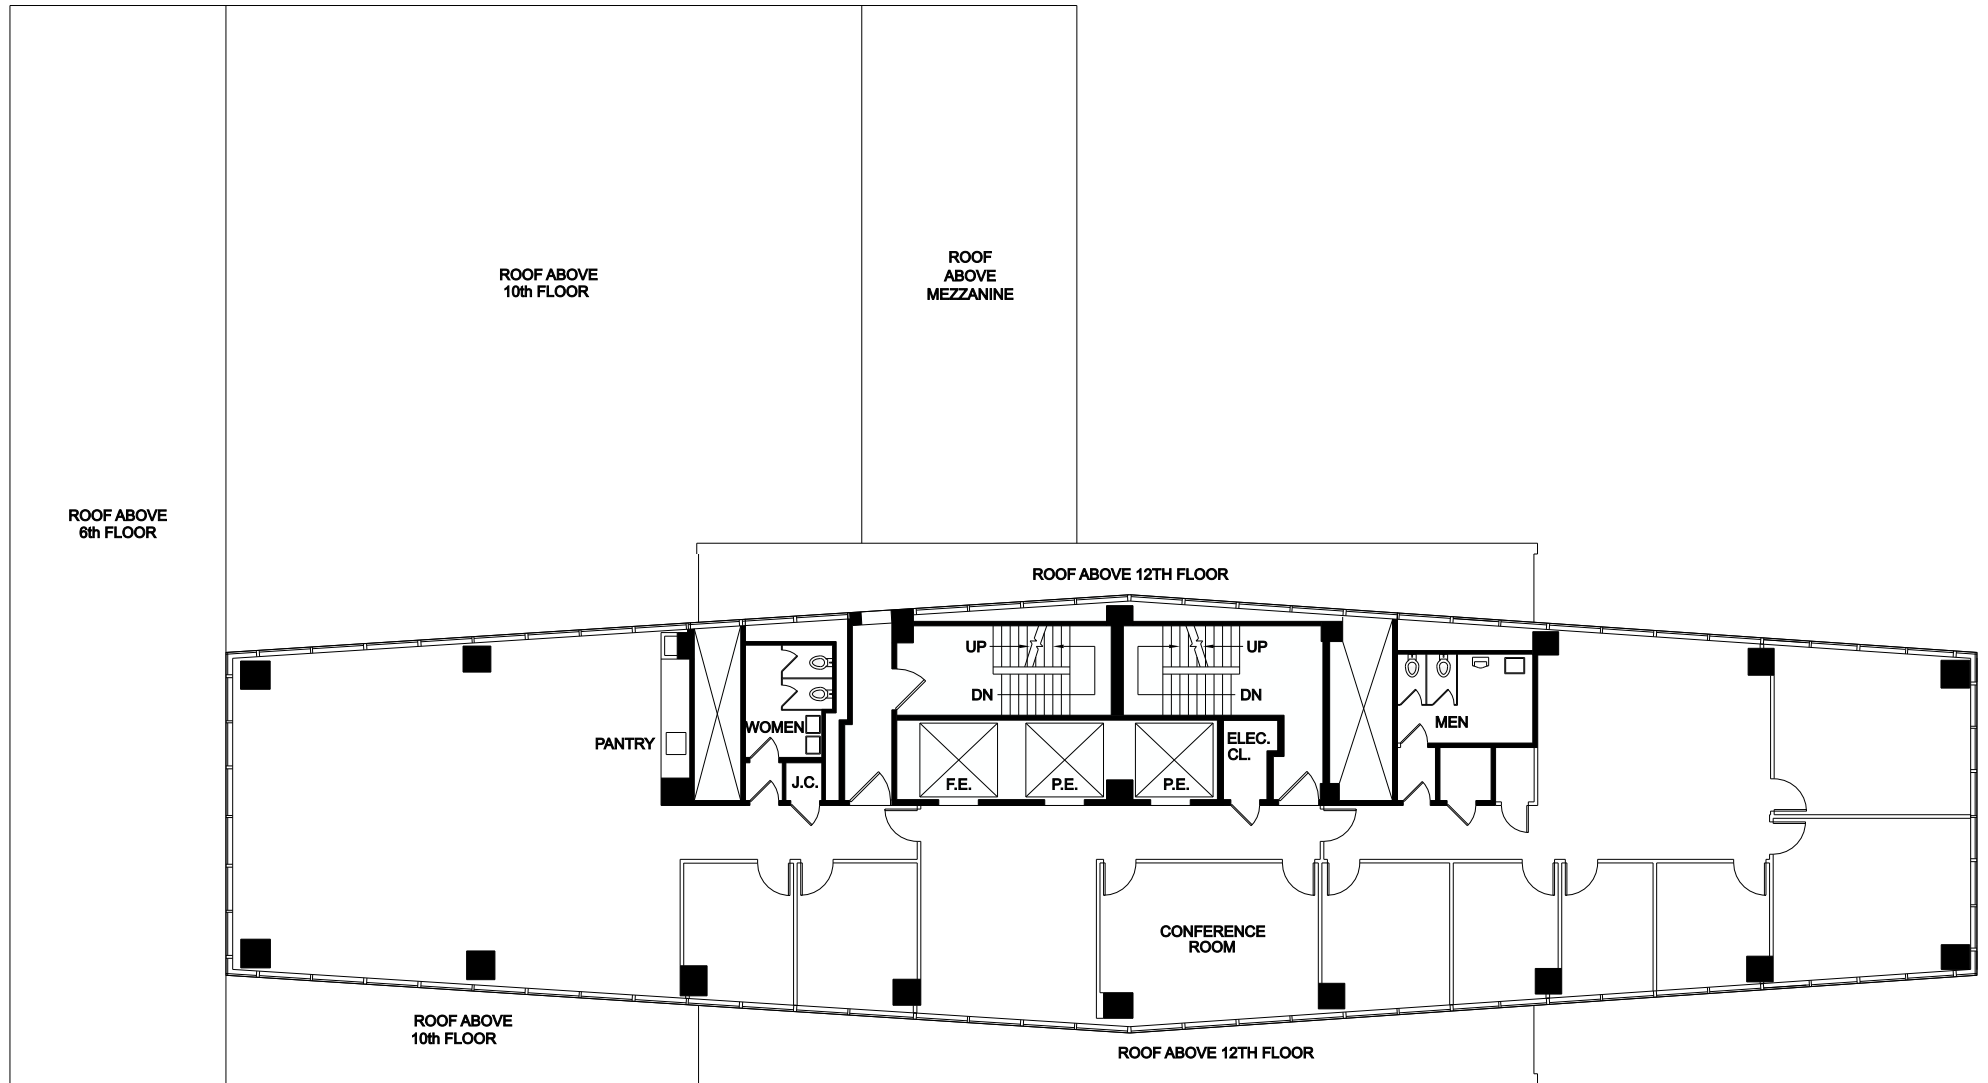 ROOF
ABOVE
MEZZANINE
ROOF ABOVE
10th FLOOR
ROOF ABOVE
6th FLOOR
ROOF ABOVE 12TH FLOOR
UP
UP
DN
DN
WOMEN
MEN
PANTRY
ELEC.
CL.
J.C.
F.E.
P.E.
P.E.
CONFERENCE
ROOM
ROOF ABOVE
10th FLOOR
ROOF ABOVE 12TH FLOOR